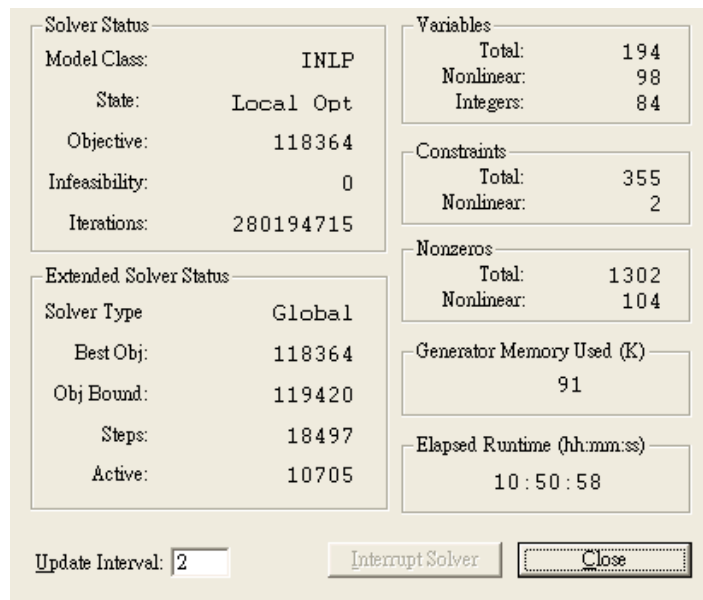 Solver Status
Model Class: INLP
State: Local Opt
Objective: 118364
Infeasibility: 0
Iterations: 280194715
Extended Solver Status
Solver Type Global
Best Obj: 118364
Obj Bound: 119420
Steps: 18497
Active: 10705
Variables
Total: 194
Nonlinear: 98
Integers: 84
Constraints
Total: 355
Nonlinear: 2
Nonzeros
Total: 1302
Nonlinear: 104
Generator Memory Used (K)
91
Elapsed Runtime (hh:mm:ss)
10:50:58
Update Interval: 2
Interrupt Solver
Close